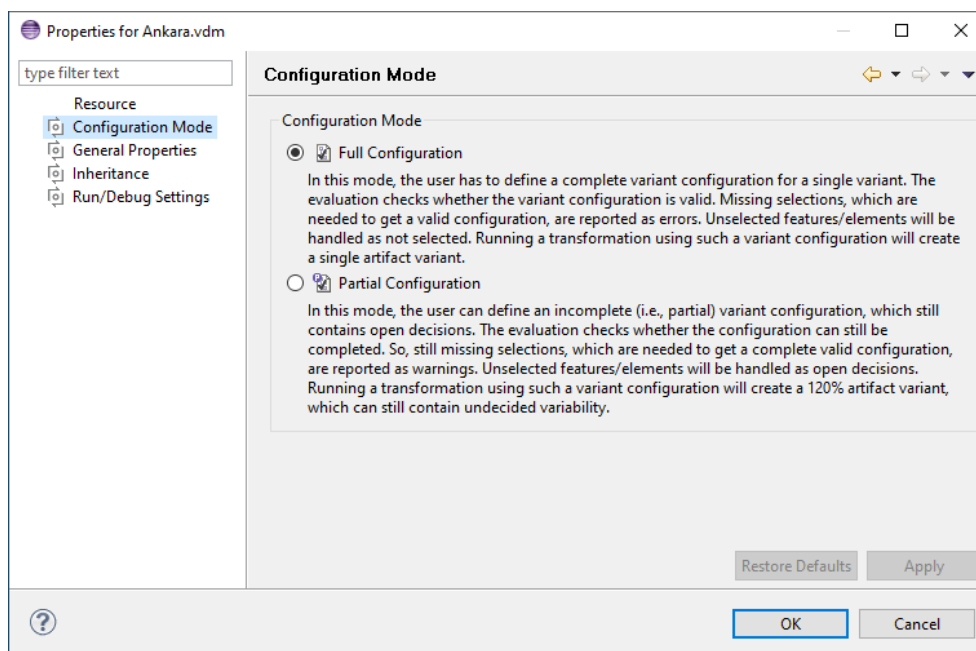 Properties for Ankara.vdm
type filter text
Resource
Configuration Mode
General Properties
Inheritance
Run/Debug Settings
Configuration Mode
Configuration Mode
Full Configuration
In this mode, the user has to define a complete variant configuration for a single variant. The
evaluation checks whether the variant configuration is valid. Missing selections, which are
needed to get a valid configuration, are reported as errors. Unselected features/elements will be
handled as not selected. Running a transformation using such a variant configuration will create
a single artifact variant.
Partial Configuration
In this mode, the user can define an incomplete (i.e., partial) variant configuration, which still
contains open decisions. The evaluation checks whether the configuration can still be
completed. So, still missing selections, which are needed to get a complete valid configuration,
are reported as warnings. Unselected features/elements will be handled as open decisions.
Running a transformation using such a variant configuration will create a 120% artifact variant,
which can still contain undecided variability.
Restore Defaults
Apply
OK
Cancel